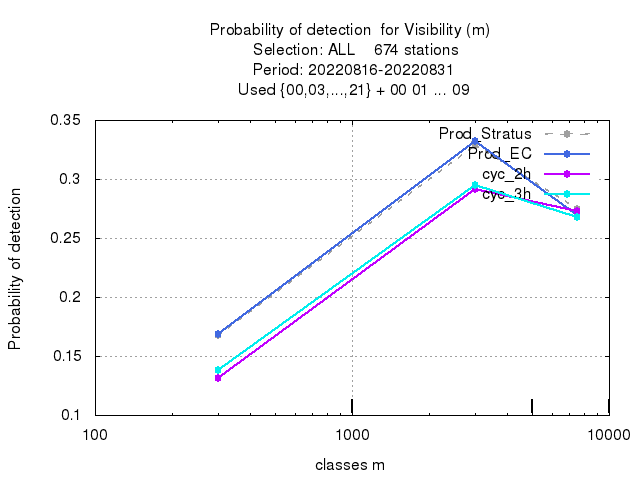 Probability of detection  for Visibility (m)
Selection: ALL    674 stations
Period: 20220816-20220831
Used {00,03,...,21} + 00 01 ... 09
Prod_Stratus
Prod_EC
cyc_2h
cyc_3h
0.35
0.3
0.25
0.2
0.15
0.1
Probability of detection
100
1000
10000
classes m